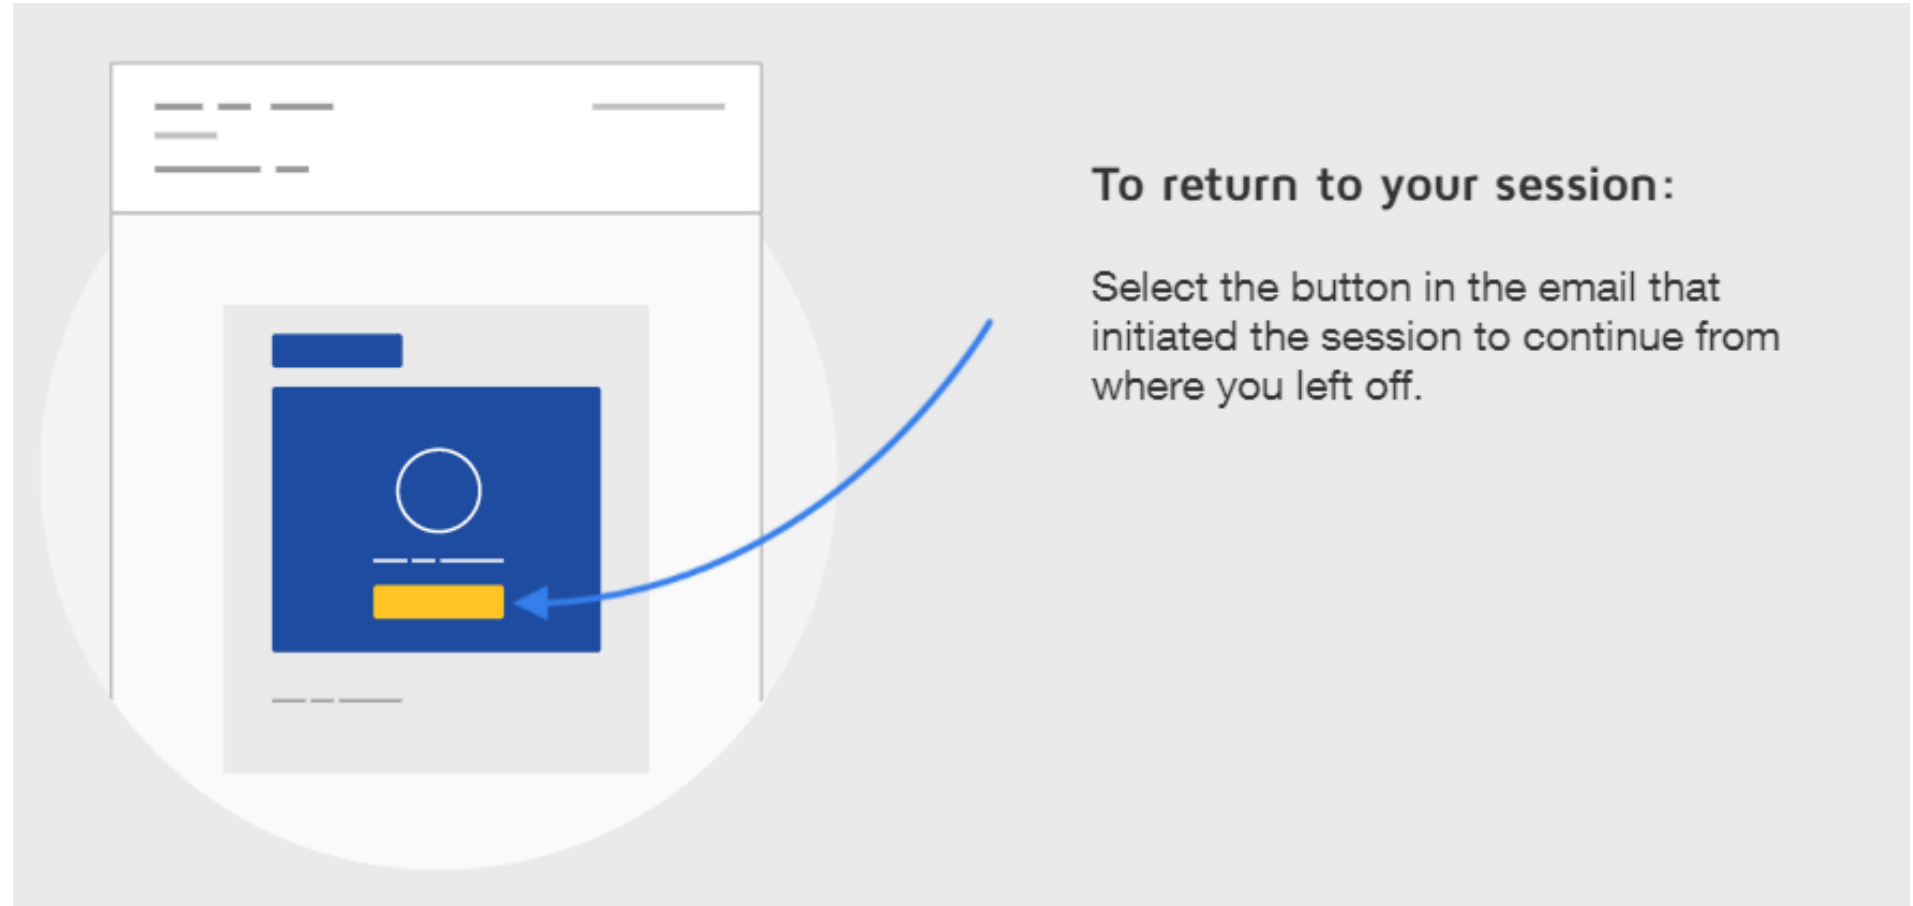 To return to your session:
Select the button in the email that
initiated the session to continue from
where you left off.